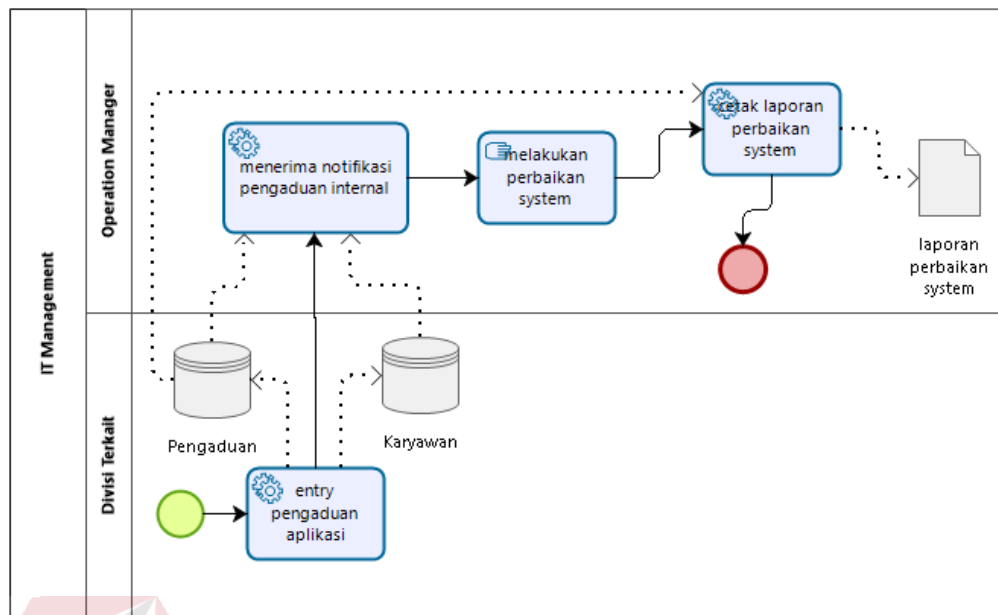 IT Management
Operation Manager
menerima notifikasi
pengaduan internal
melakukan
perbaikan
system
cetak laporan
perbaikan
system
laporan
perbaikan
system
Divisi Terkait
Pengaduan
Karyawan
entry
pengaduan
aplikasi